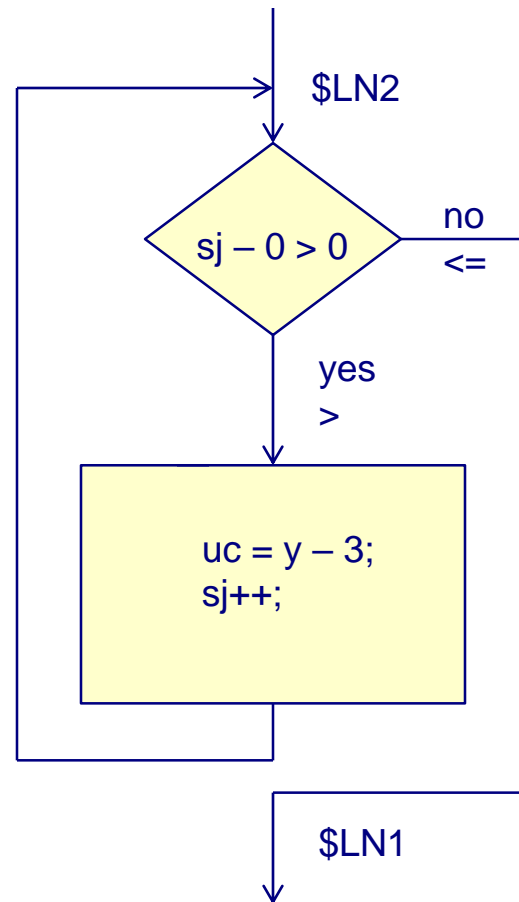 $LN2
sj – 0 > 0
no
<=
yes
>
uc = y – 3;
sj++;
$LN1